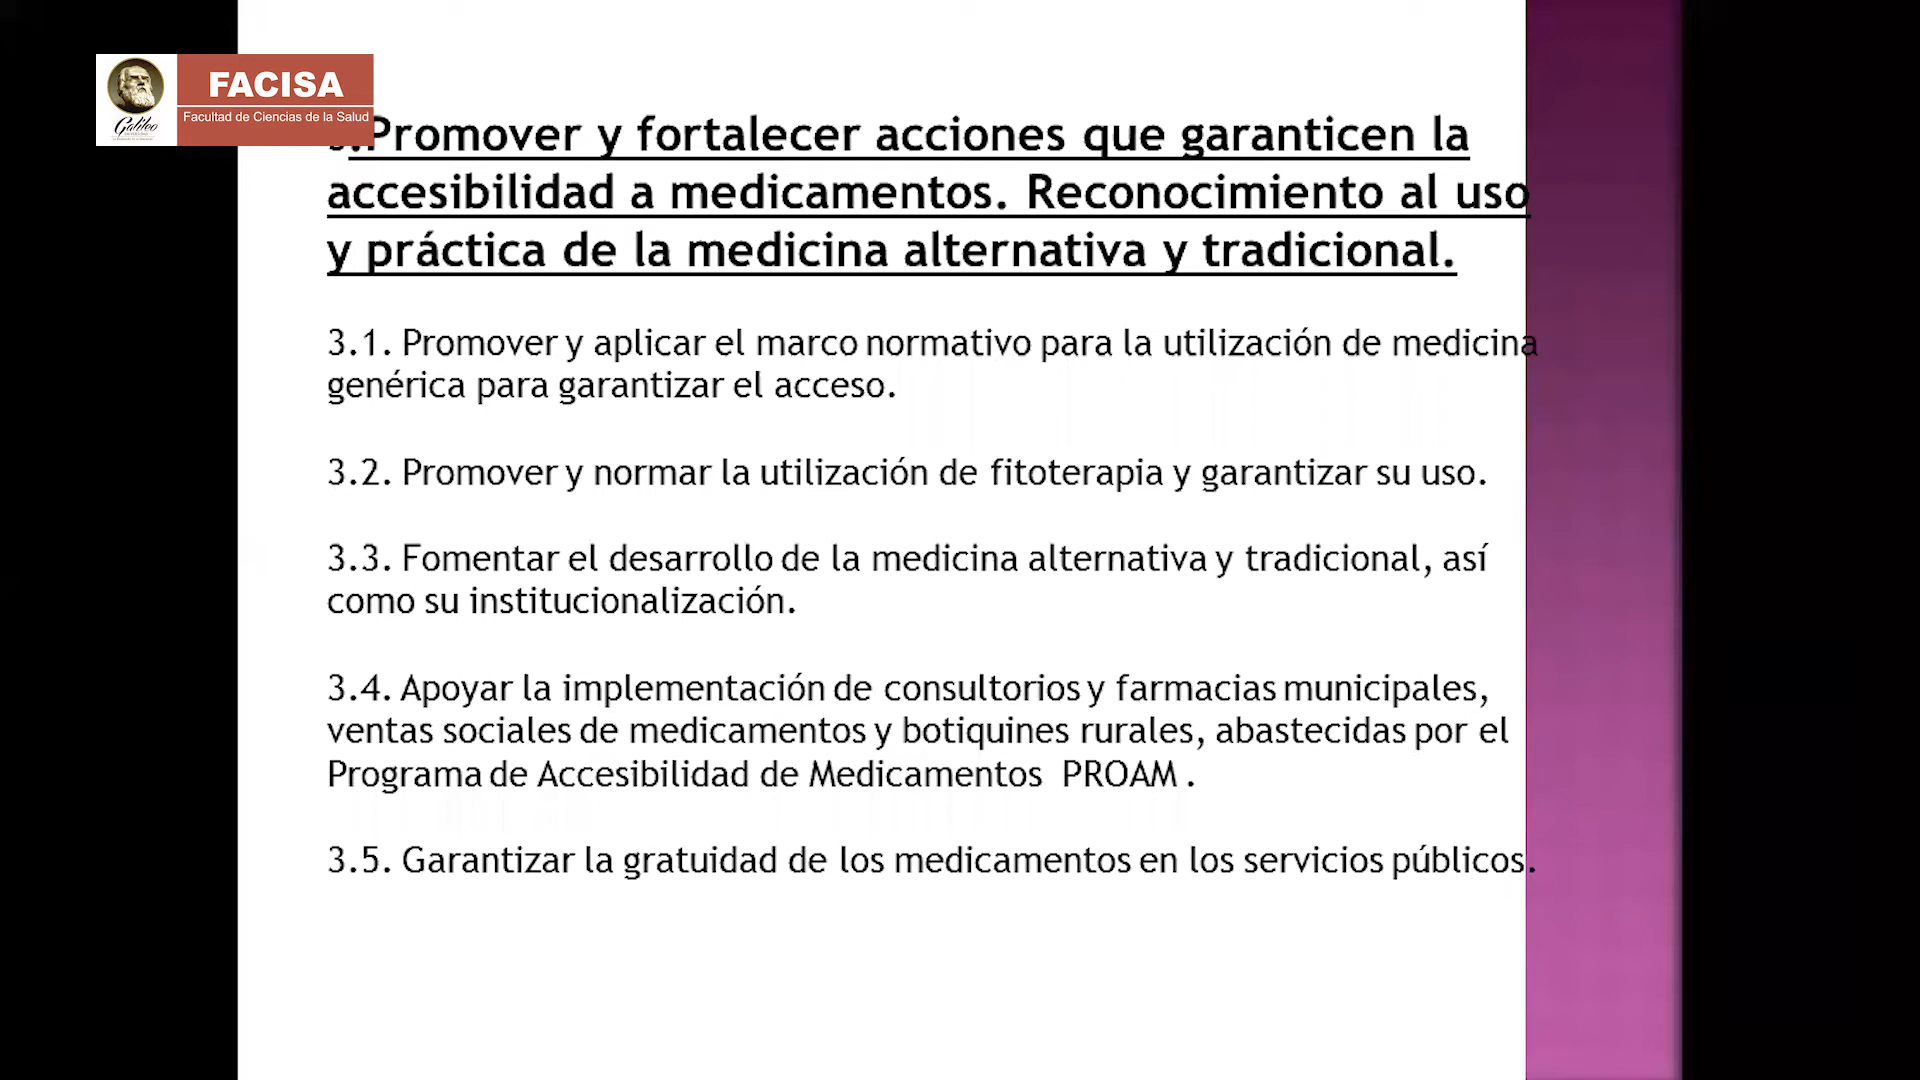 FACISA
Facultad de Ciencias de la Salud
Galileo
.Promover y fortalecer acciones que garanticen la
accesibilidad a medicamentos. Reconocimiento al uso
y práctica de la medicina alternativa y tradicional.
3.1. Promover y aplicar el marco normativo para la utilización de medicina
genérica para garantizar el acceso.
3.2. Promover y normar la utilización de fitoterapia y garantizar su uso.
3.3. Fomentar el desarrollo de la medicina alternativa y tradicional, así
como su institucionalización.
3.4. Apoyar la implementación de consultorios y farmacias municipales,
ventas sociales de medicamentos y botiquines rurales, abastecidas por el
Programa de Accesibilidad de Medicamentos PROAM .
3.5. Garantizar la gratuidad de los medicamentos en los servicios públicos.